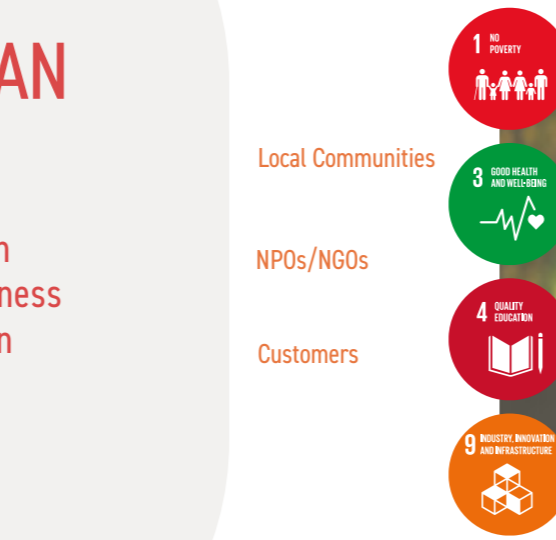 AN
n
ness
n
Local Communities
NPOs/NGOs
Customers
1 NO
POVERTY
3 GOOD HEALTH
AND WELL-BEING
4 QUALITY
EDUCATION
9 INDUSTRY, INNOVATION
AND INFRASTRUCTURE